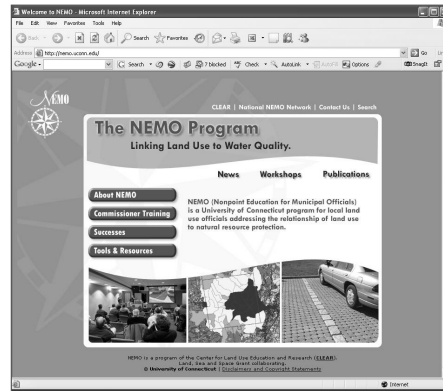 Welcome to NEMO - Microsoft Internet Explorer
File Edit View Favorites Tools Help
Back Search Favorites
Address http://nemo.uconn.edu/ Go
Google Search 7 blocked Check AutoLink Options SnagIt
NEMO
CLEAR | National NEMO Network | Contact Us | Search
The NEMO Program
Linking Land Use to Water Quality.
News Workshops Publications
About NEMO
Commissioner Training
Successes
Tools & Resources
NEMO (Nonpoint Education for Municipal Officials)
is a University of Connecticut program for local land
use officials addressing the relationship of land use
to natural resource protection.
NEMO is a program of the Center for Land Use Education and Research (CLEAR).
Land, Sea and Space Grant collaborating.
© University of Connecticut | Disclaimers and Copyright Statements
Internet